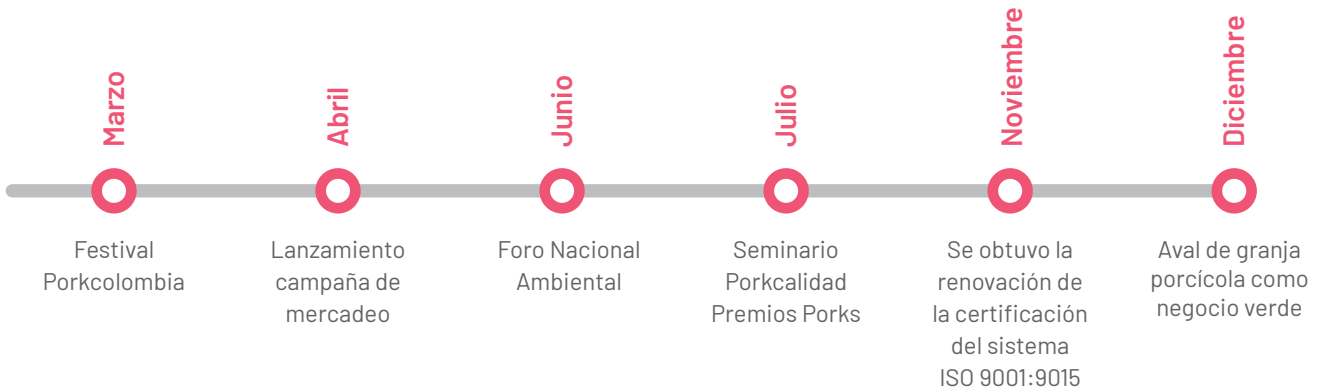 Marzo
Festival
Porkcolombia
Abril
Lanzamiento
campaña de
mercadeo
Junio
Foro Nacional
Ambiental
Julio
Seminario
Porkcalidad
Premios Porks
Noviembre
Se obtuvo la
renovación de
la certificación
del sistema
ISO 9001:9015
Diciembre
Aval de granja
porcícola como
negocio verde